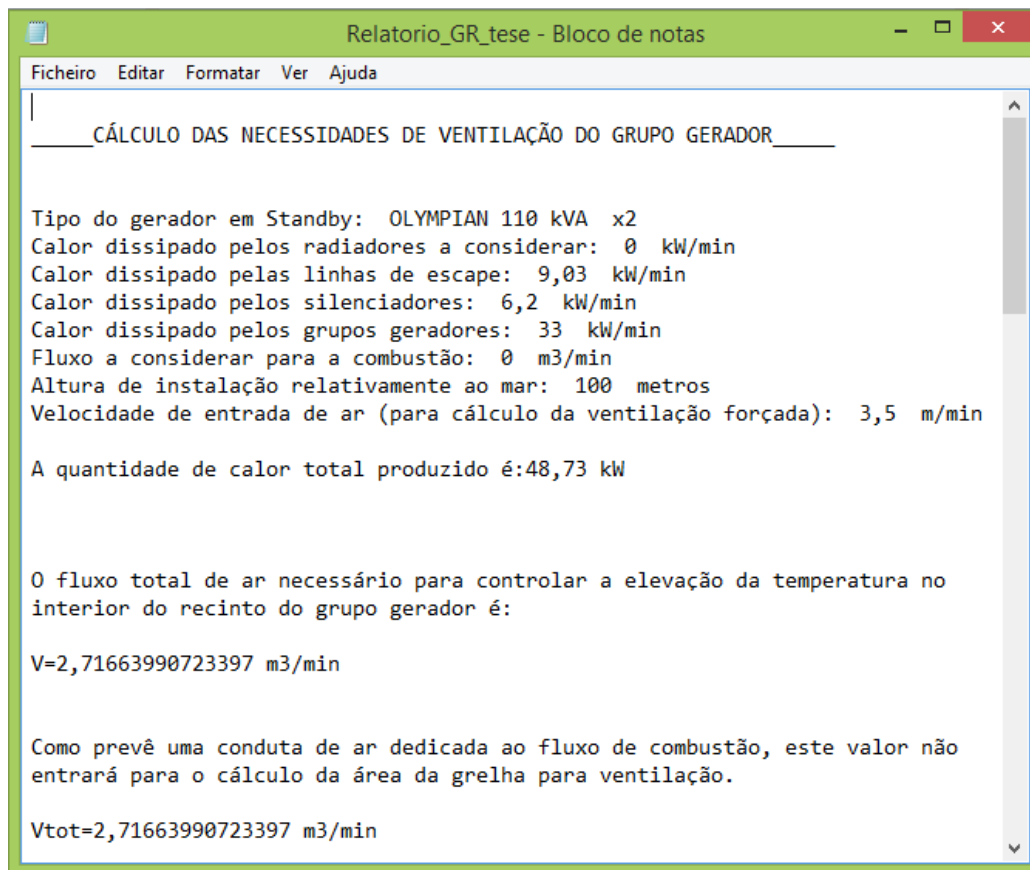 Relatorio_GR_tese - Bloco de notas
Ficheiro Editar Formatar Ver Ajuda
_____CÁLCULO DAS NECESSIDADES DE VENTILAÇÃO DO GRUPO GERADOR_____
Tipo do gerador em Standby:  OLYMPIAN 110 kVA  x2
Calor dissipado pelos radiadores a considerar:  0  kW/min
Calor dissipado pelas linhas de escape:  9,03  kW/min
Calor dissipado pelos silenciadores:  6,2  kW/min
Calor dissipado pelos grupos geradores:  33  kW/min
Fluxo a considerar para a combustão:  0  m3/min
Altura de instalação relativamente ao mar:  100  metros
Velocidade de entrada de ar (para cálculo da ventilação forçada):  3,5  m/min
A quantidade de calor total produzido é:48,73 kW
O fluxo total de ar necessário para controlar a elevação da temperatura no
interior do recinto do grupo gerador é:
V=2,71663990723397 m3/min
Como prevê uma conduta de ar dedicada ao fluxo de combustão, este valor não
entrará para o cálculo da área da grelha para ventilação.
Vtot=2,71663990723397 m3/min